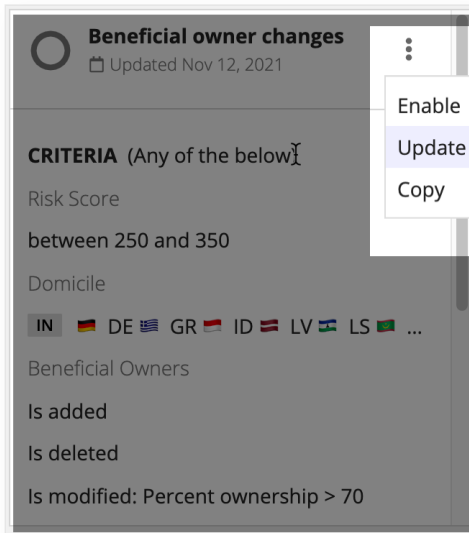 Beneficial owner changes
Updated Nov 12, 2021
Enable
Update
Copy
CRITERIA (Any of the below)
Risk Score
between 250 and 350
Domicile
IN DE GR ID LV LS ...
Beneficial Owners
Is added
Is deleted
Is modified: Percent ownership > 70